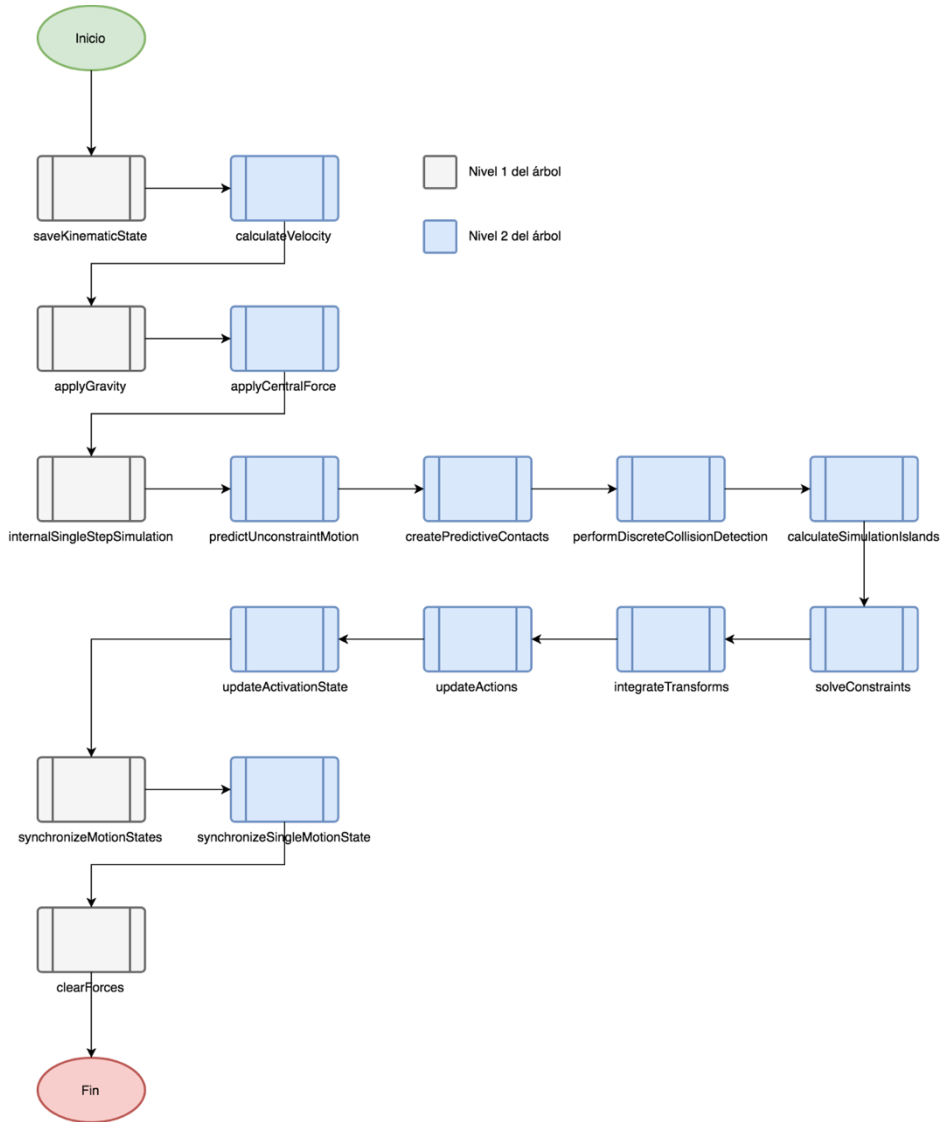 Inicio
Nivel 1 del árbol
saveKinematicState
calculateVelocity
Nivel 2 del árbol
applyGravity
applyCentralForce
internalSingleStepSimulation
predictUnconstraintMotion
createPredictiveContacts
performDiscreteCollisionDetection
calculateSimulationIslands
updateActivationState
updateActions
integrateTransforms
solveConstraints
synchronizeMotionStates
synchronizeSingleMotionState
clearForces
Fin